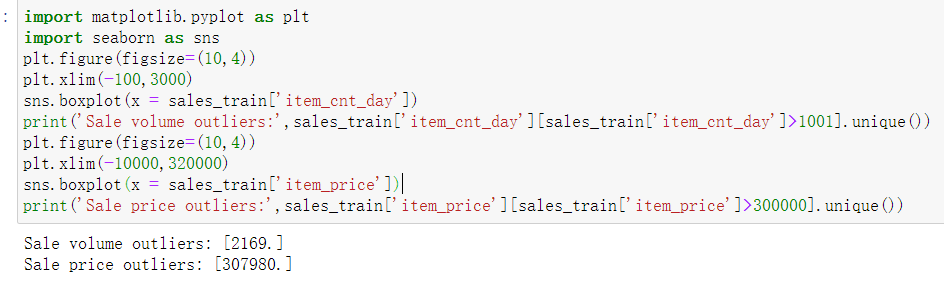 : import matplotlib.pyplot as plt
import seaborn as sns
plt.figure(figsize=(10,4))
plt.xlim(-100,3000)
sns.boxplot(x = sales_train['item_cnt_day'])
print('Sale volume outliers:',sales_train['item_cnt_day'][sales_train['item_cnt_day']>1001].unique())
plt.figure(figsize=(10,4))
plt.xlim(-10000,320000)
sns.boxplot(x = sales_train['item_price'])
print('Sale price outliers:',sales_train['item_price'][sales_train['item_price']>300000].unique())
Sale volume outliers: [2169.]
Sale price outliers: [307980.]